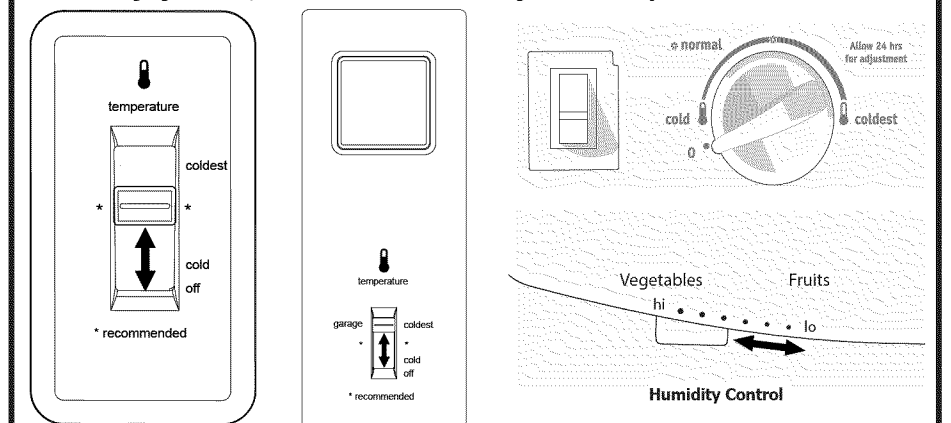 temperature
coldest
* *
cold
off
* recommended
temperature
garage coldest
* *
cold
off
* recommended
normal
Allow 24 hrs
for adjustment
cold
coldest
0
Vegetables Fruits
hi
lo
Humidity Control